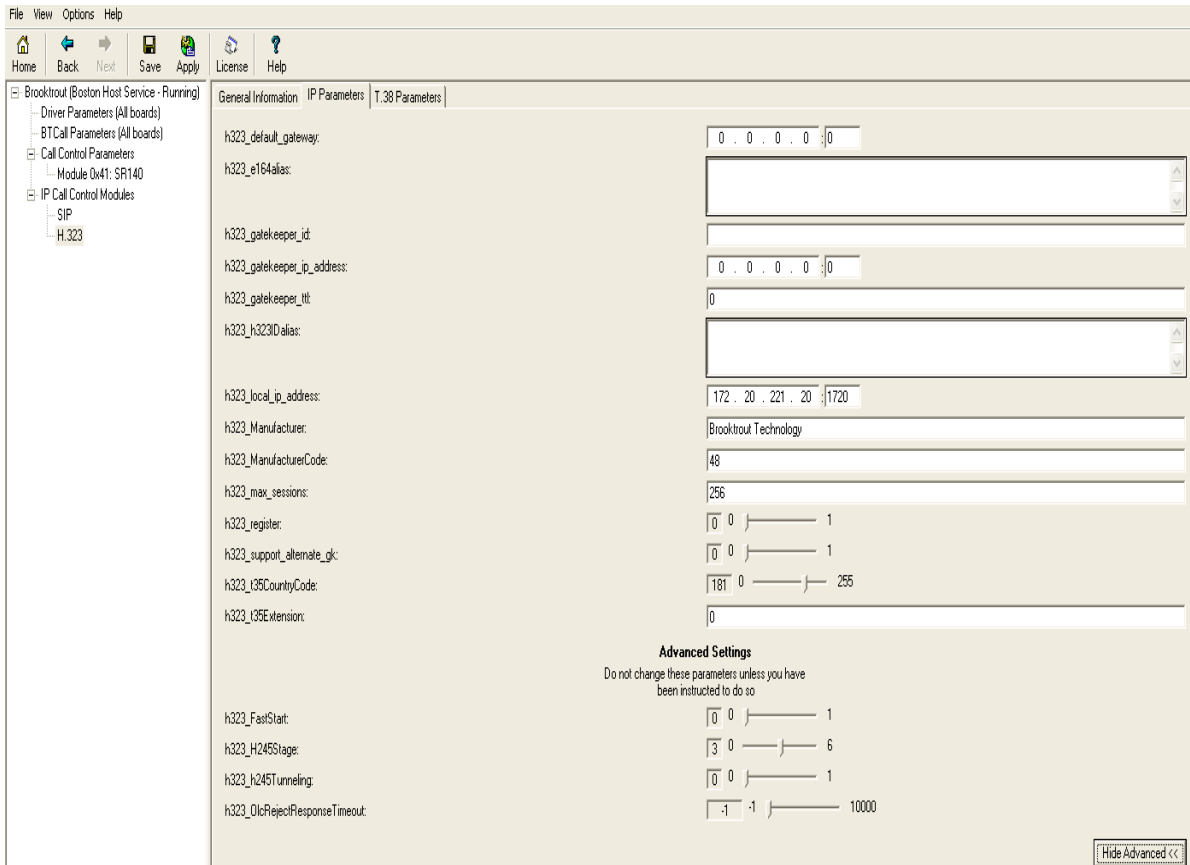 File View Options Help
Home Back Next Save Apply License Help
Brooktrout (Boston Host Service - Running)
Driver Parameters (All boards)
BTCall Parameters (All boards)
Call Control Parameters
Module 0x41: SR140
IP Call Control Modules
SIP
H.323
General Information IP Parameters T.38 Parameters
h323_default_gateway: 0 . 0 . 0 . 0 : 0
h323_e164alias:
h323_gatekeeper_id:
h323_gatekeeper_ip_address: 0 . 0 . 0 . 0 : 0
h323_gatekeeper_ttl: 0
h323_h323IDalias:
h323_local_ip_address: 172 . 20 . 221 . 20 : 1720
h323_Manufacturer: Brooktrout Technology
h323_ManufacturerCode: 48
h323_max_sessions: 256
h323_register: 0 0 1
h323_support_alternate_gk: 0 0 1
h323_t35CountryCode: 181 0 255
h323_t35Extension: 0
Advanced Settings
Do not change these parameters unless you have
been instructed to do so
h323_FastStart: 0 0 1
h323_H245Stage: 3 0 6
h323_h245Tunneling: 0 0 1
h323_OlcRejectResponseTimeout: -1 -1 10000
Hide Advanced <<